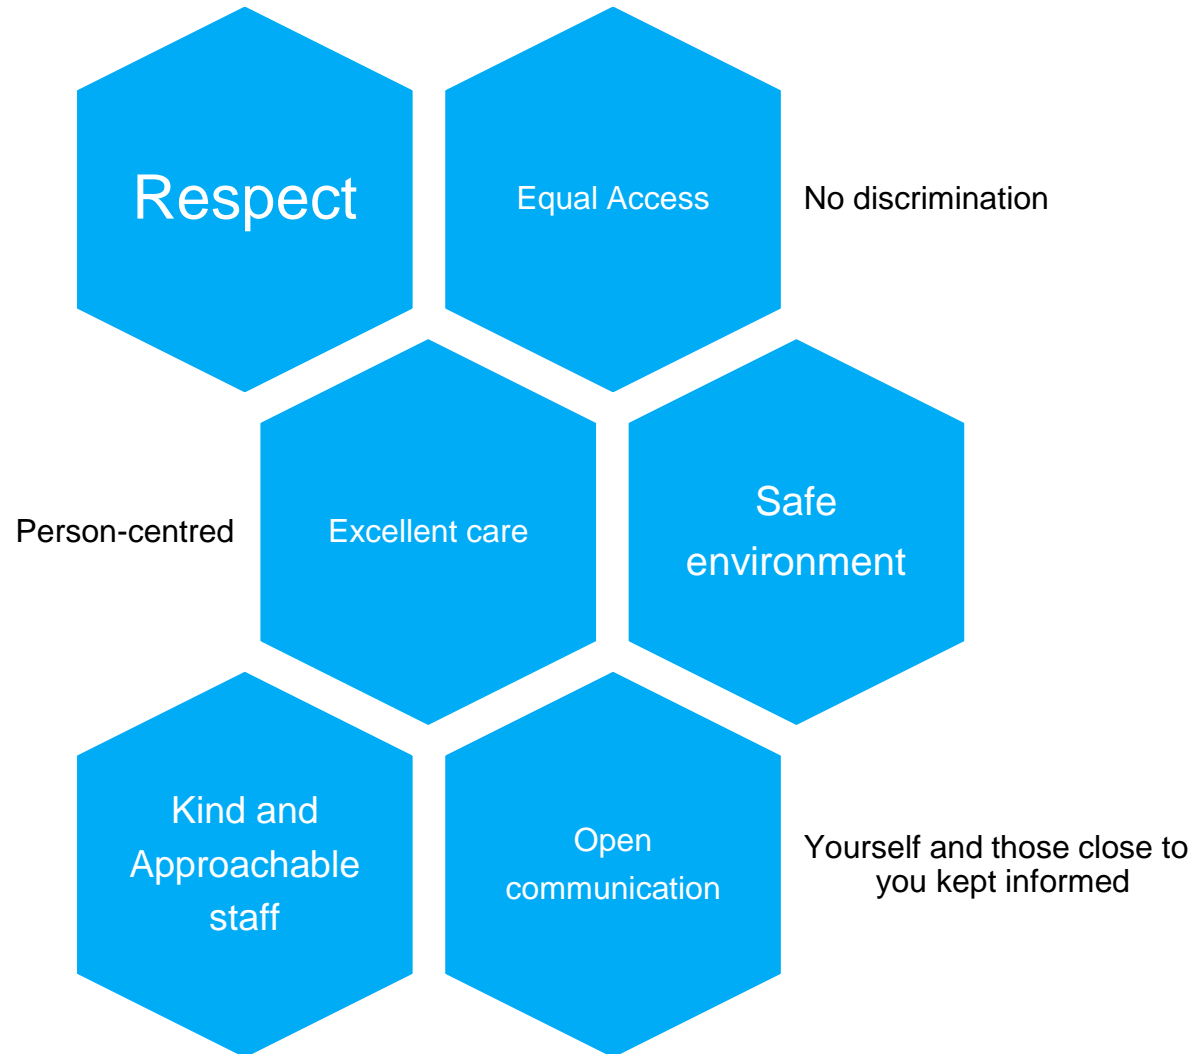 Respect
Equal Access
No discrimination
Person-centred
Excellent care
Safe
environment
Kind and
Approachable
staff
Open
communication
Yourself and those close to
you kept informed